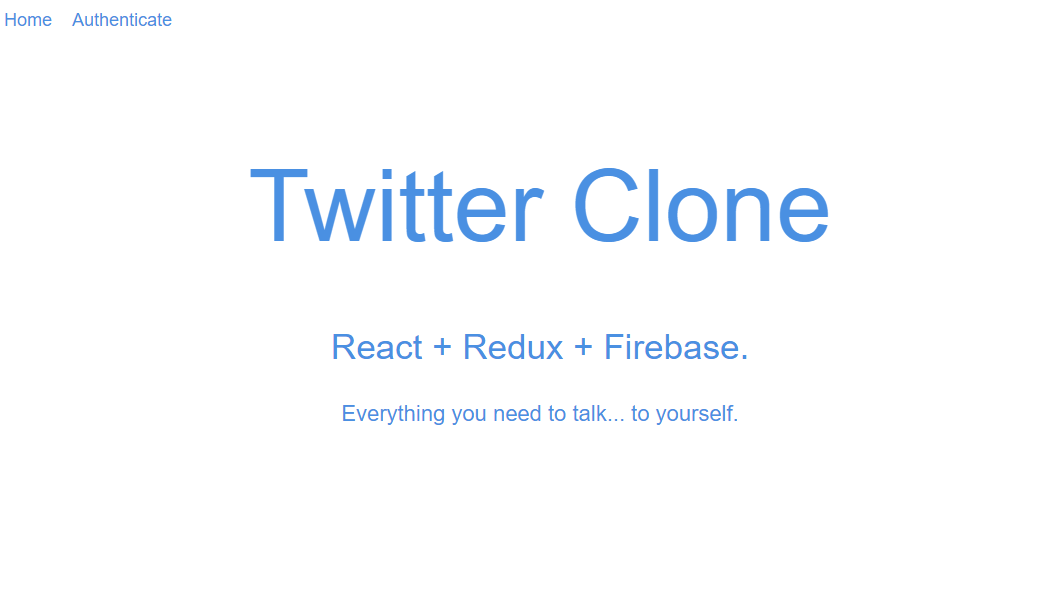 Home Authenticate
Twitter Clone
React + Redux + Firebase.
Everything you need to talk... to yourself.